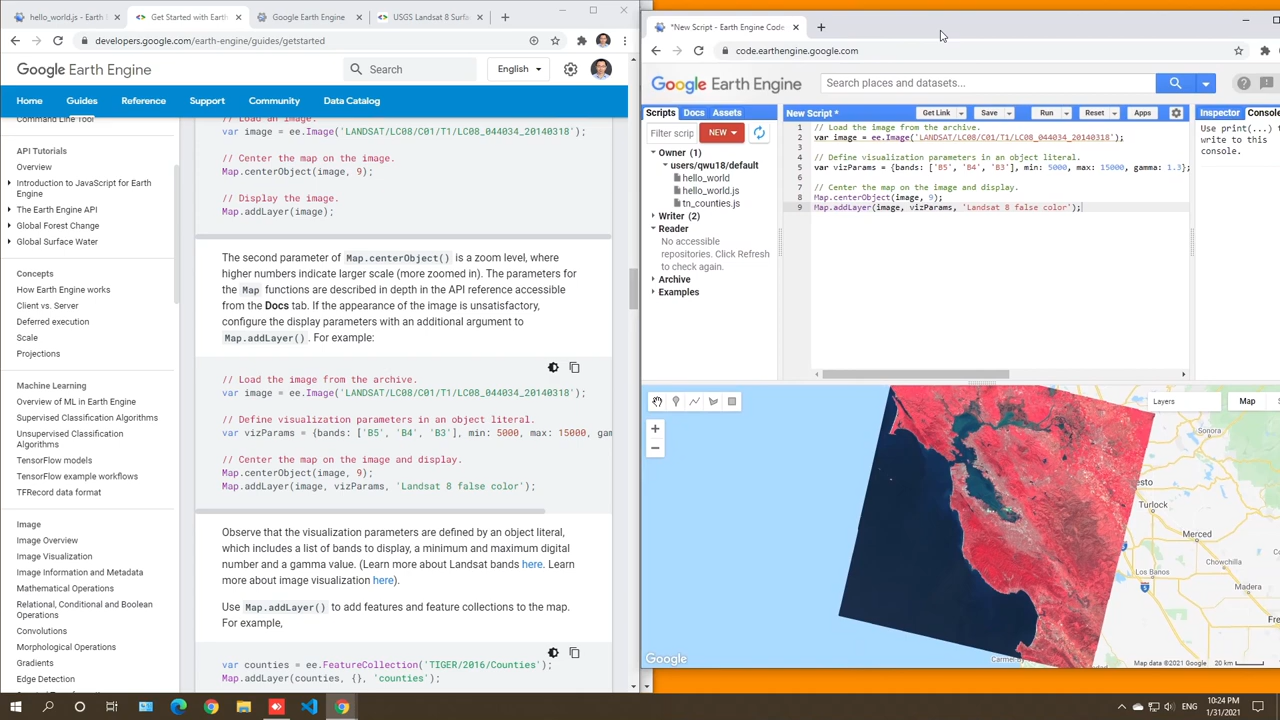 hello_world.js - Earth
Get Started with Earth
Google Earth Engine
USGS Landsat 8 Surfa
developers.google.com/earth-engine/guides/getstarted
Google Earth Engine
Search
English
Home
Guides
Reference
Support
Community
Data Catalog
Command Line Tool
API Tutorials
Overview
Introduction to JavaScript for Earth
Engine
The Earth Engine API
Global Forest Change
Global Surface Water
Concepts
How Earth Engine works
Client vs. Server
Deferred execution
Scale
Projections
Machine Learning
Overview of ML in Earth Engine
Supervised Classification Algorithms
Unsupervised Classification
Algorithms
TensorFlow models
TensorFlow example workflows
TFRecord data format
Image
Image Overview
Image Visualization
Image Information and Metadata
Mathematical Operations
Relational, Conditional and Boolean
Operations
Convolutions
Morphological Operations
Gradients
Edge Detection
// Load an image.
var image = ee.Image('LANDSAT/LC08/C01/T1/LC08_044034_20140318');
// Center the map on the image.
Map.centerObject(image, 9);
// Display the image.
Map.addLayer(image);
The second parameter of Map.centerObject() is a zoom level, where
higher numbers indicate larger scale (more zoomed in). The parameters for
the Map functions are described in depth in the API reference accessible
from the Docs tab. If the appearance of the image is unsatisfactory,
configure the display parameters with an additional argument to
Map.addLayer() . For example:
// Load the image from the archive.
var image = ee.Image('LANDSAT/LC08/C01/T1/LC08_044034_20140318');
// Define visualization parameters in an object literal.
var vizParams = {bands: ['B5', 'B4', 'B3'], min: 5000, max: 15000, gam
// Center the map on the image and display.
Map.centerObject(image, 9);
Map.addLayer(image, vizParams, 'Landsat 8 false color');
Observe that the visualization parameters are defined by an object literal,
which includes a list of bands to display, a minimum and maximum digital
number and a gamma value. (Learn more about Landsat bands here. Learn
more about image visualization here).
Use Map.addLayer() to add features and feature collections to the map.
For example,
var counties = ee.FeatureCollection('TIGER/2016/Counties');
Map.addLayer(counties, {}, 'counties');
*New Script - Earth Engine Code
code.earthengine.google.com
Google Earth Engine
Search places and datasets...
Scripts
Docs
Assets
Filter scrip
NEW
Owner (1)
users/qwu18/default
hello_world
hello_world.js
tn_counties.js
Writer (2)
Reader
No accessible
repositories. Click Refresh
to check again.
Archive
Examples
New Script *
Get Link
Save
Run
Reset
Apps
1 // Load the image from the archive.
2 var image = ee.Image('LANDSAT/LC08/C01/T1/LC08_044034_20140318');
3
4 // Define visualization parameters in an object literal.
5 var vizParams = {bands: ['B5', 'B4', 'B3'], min: 5000, max: 15000, gamma: 1.3};
6
7 // Center the map on the image and display.
8 Map.centerObject(image, 9);
9 Map.addLayer(image, vizParams, 'Landsat 8 false color');
Inspector
Console
Use print(...) t
write to this
console.
Layers
Map
Sonora
esto
Turlock
Merced
Chowchilla
Los Banos
Madera
5
5
Carmel By
Google
Map data ©2021 Google
20 km
ENG
10:24 PM
1/31/2021